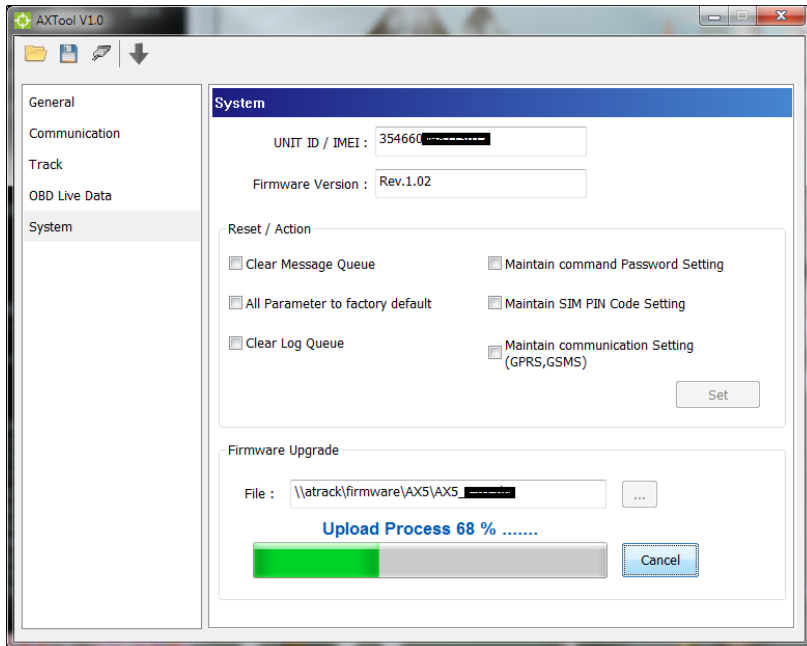 AXTool V1.0
General
Communication
Track
OBD Live Data
System
System
UNIT ID / IMEI : 354660
Firmware Version : Rev.1.02
Reset / Action
Clear Message Queue
Maintain command Password Setting
All Parameter to factory default
Maintain SIM PIN Code Setting
Clear Log Queue
Maintain communication Setting
(GPRS,GSMS)
Set
Firmware Upgrade
File : \\atrack\firmware\AX5\AX5_
...
Upload Process 68 % .......
Cancel